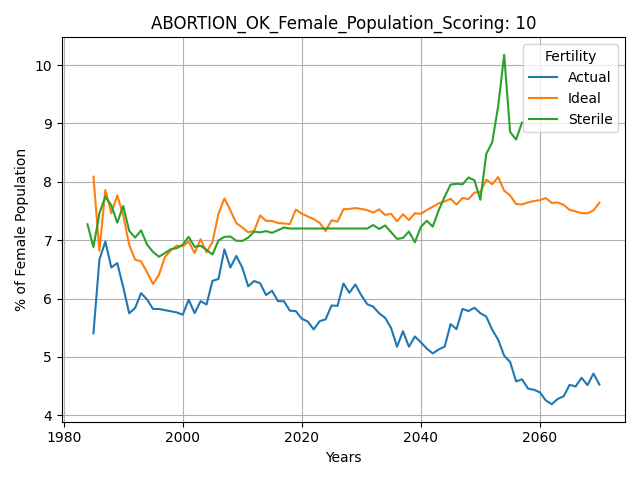 ABORTION_OK_Female_Population_Scoring: 10
Fertility
Actual
Ideal
Sterile
% of Female Population
10
9
8
7
6
5
4
1980
2000
2020
2040
2060
Years